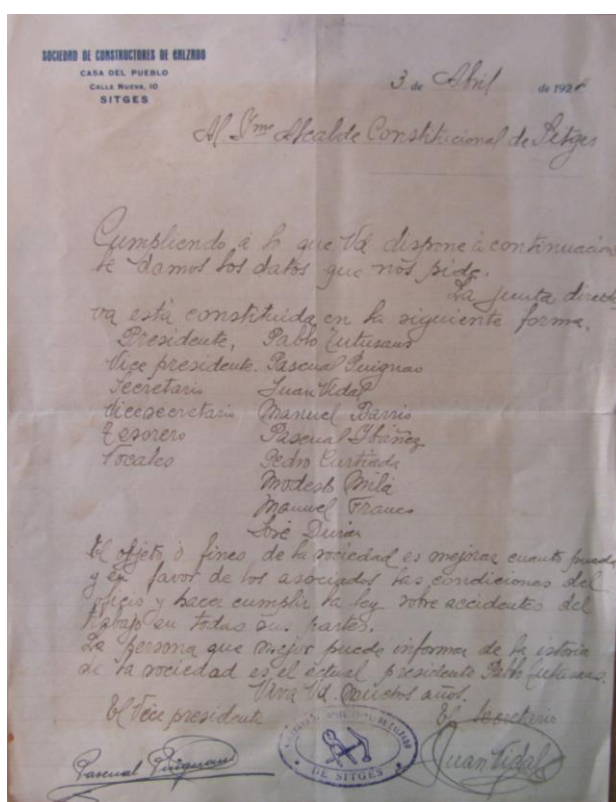 SOCIEDAD DE CONSTRUCTORES DE CALZADO
CASA DEL PUEBLO
CALLE NUEVA, 10
SITGES
3 de Abril de 192
Al Sme Alcalde Constitucional de Sitges
Cumpliendo á lo que Vd dispone á continuación
le damos los datos que nos pide.
La junta directi
va está constituida en la siguiente forma,
Presidente, Pablo
Vice presidente. Pascual Puignau
Secretario Juan Vidal
Vicesecretario Manuel Barrio
Tesorero Pascual Ybáñez
Vocales Pedro Curtiada
Modesto Milá
Manuel Franco
José Durán
El objeto ó fines de la sociedad es mejorar cuanto pueda
y en favor de los asociados las condiciones del
oficio y hacer cumplir la ley sobre accidentes del
trabajo en todas sus partes.
La persona que mejor puede informar de la istoria
de la sociedad es el actual presidente Pablo
Viva Vd. muchos años.
El Vice presidente El Secretario
Pascual Puignau
DE SITGES
Juan Vidal